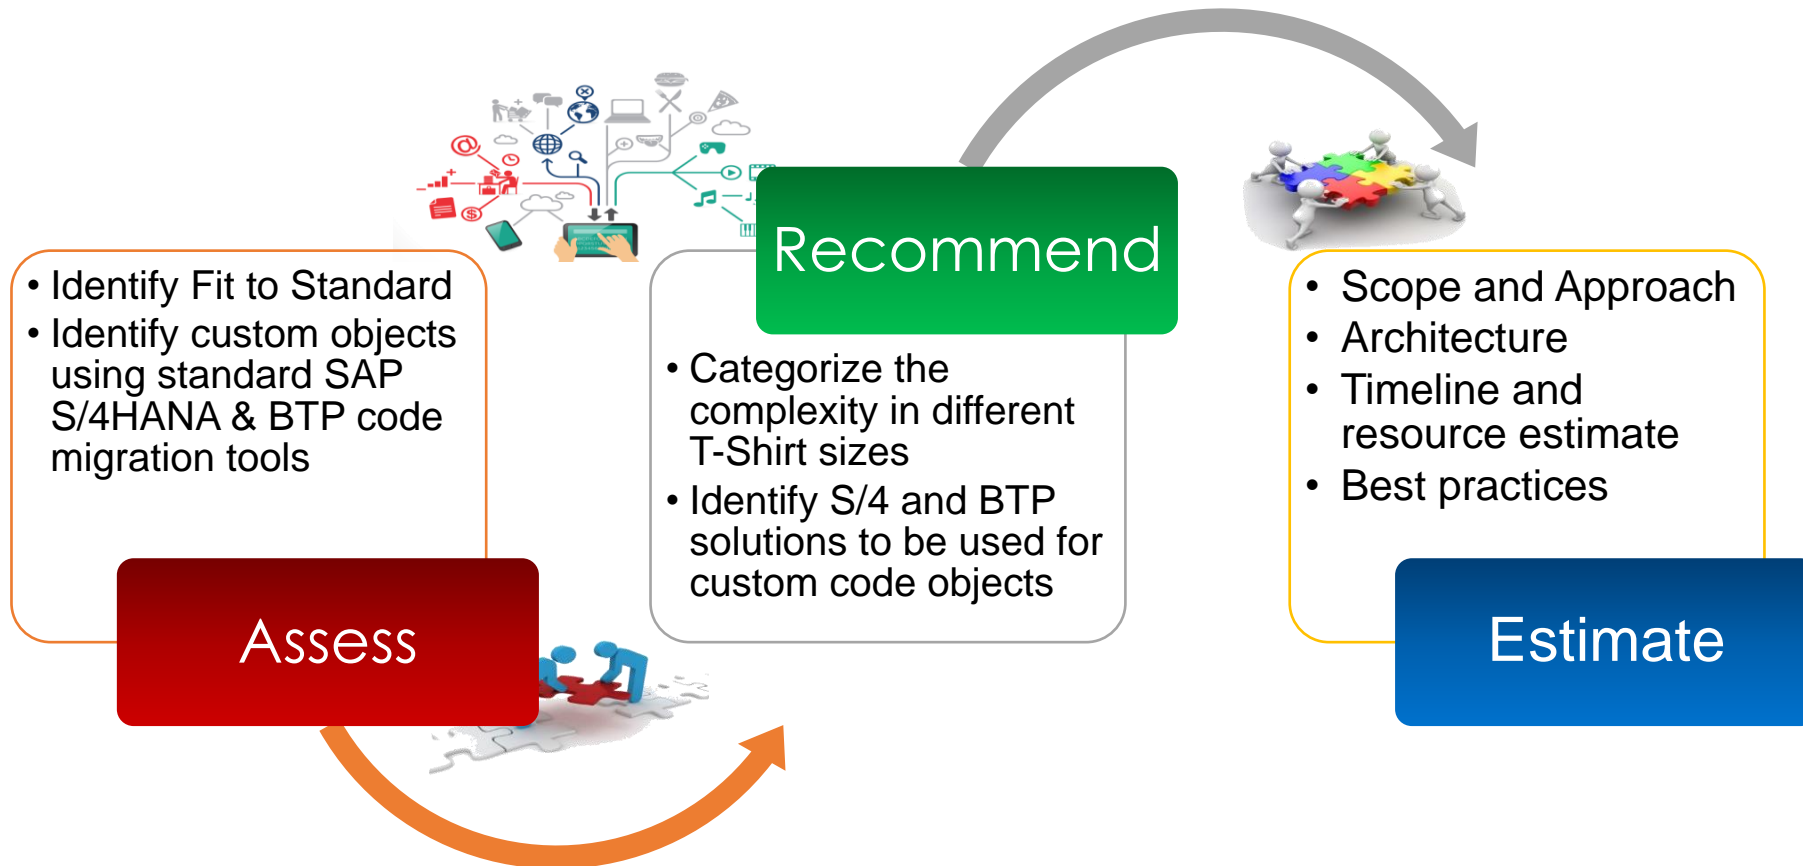 • Identify Fit to Standard
• Identify custom objects
using standard SAP
S/4HANA & BTP code
migration tools
Assess
Recommend
• Categorize the
complexity in different
T-Shirt sizes
• Identify S/4 and BTP
solutions to be used for
custom code objects
• Scope and Approach
• Architecture
• Timeline and
resource estimate
• Best practices
Estimate